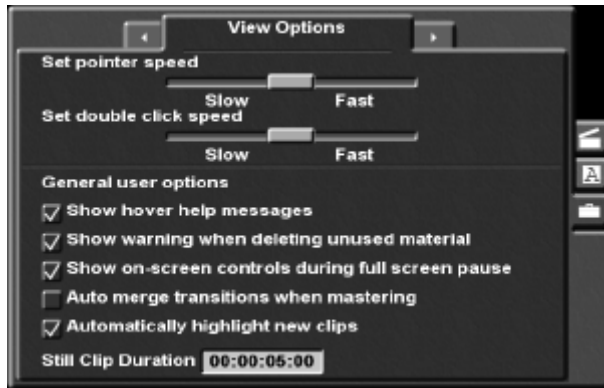 View Options
Set pointer speed
Slow Fast
Set double click speed
Slow Fast
General user options
Show hover help messages
Show warning when deleting unused material
Show on-screen controls during full screen pause
Auto merge transitions when mastering
Automatically highlight new clips
Still Clip Duration 00:00:05:00
A